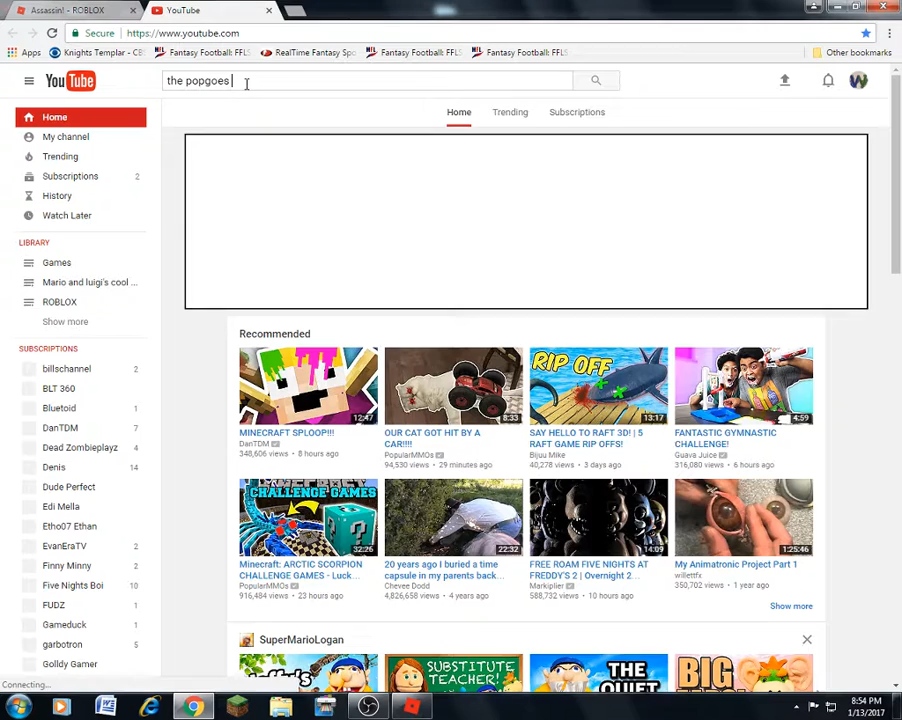 Assassin! - ROBLOX
YouTube
Secure
https://www.youtube.com
Apps
Knights Templar - CB
Fantasy Football: FFL
RealTime Fantasy Spo
Fantasy Football: FFL
Fantasy Football: FFL
Other bookmarks
YouTube
the popgoes
Home
Trending
Subscriptions
Home
My channel
Trending
Subscriptions 2
History
Watch Later
LIBRARY
Games
Mario and luigi's cool ...
ROBLOX
Show more
SUBSCRIPTIONS
billschannel 2
BLT 360
Bluetoid 1
DanTDM 7
Dead Zombieplayz 4
Denis 14
Dude Perfect
Edi Mella
Etho07 Ethan
EvanEraTV 2
Finny Minny 2
Five Nights Boi 10
FUDZ
Gameduck
garbotron 5
Golldy Gamer
Recommended
12:47
MINECRAFT SPLOOP!!!
DanTDM
348,606 views • 8 hours ago
8:33
OUR CAT GOT HIT BY A
CAR!!!!
PopularMMOs
94,530 views • 29 minutes ago
RIP OFF
13:17
SAY HELLO TO RAFT 3D! | 5
RAFT GAME RIP OFFS!
Bijuu Mike
40,278 views • 3 days ago
4:59
FANTASTIC GYMNASTIC
CHALLENGE!
Guava Juice
316,080 views • 6 hours ago
CHALLENGE GAMES
32:26
Minecraft: ARCTIC SCORPION
CHALLENGE GAMES - Luck...
PopularMMOs
916,484 views • 23 hours ago
22:32
20 years ago I buried a time
capsule in my parents back...
Chevee Dodd
4,826,658 views • 4 years ago
14:09
FREE ROAM FIVE NIGHTS AT
FREDDY'S 2 | Overnight 2...
Markiplier
588,732 views • 10 hours ago
1:25:46
My Animatronic Project Part 1
willettfx
350,702 views • 1 year ago
Show more
SuperMarioLogan
SUBSTITUTE
TEACHER!
THE
QUIET
BIG
Connecting...
8:54 PM
1/13/2017